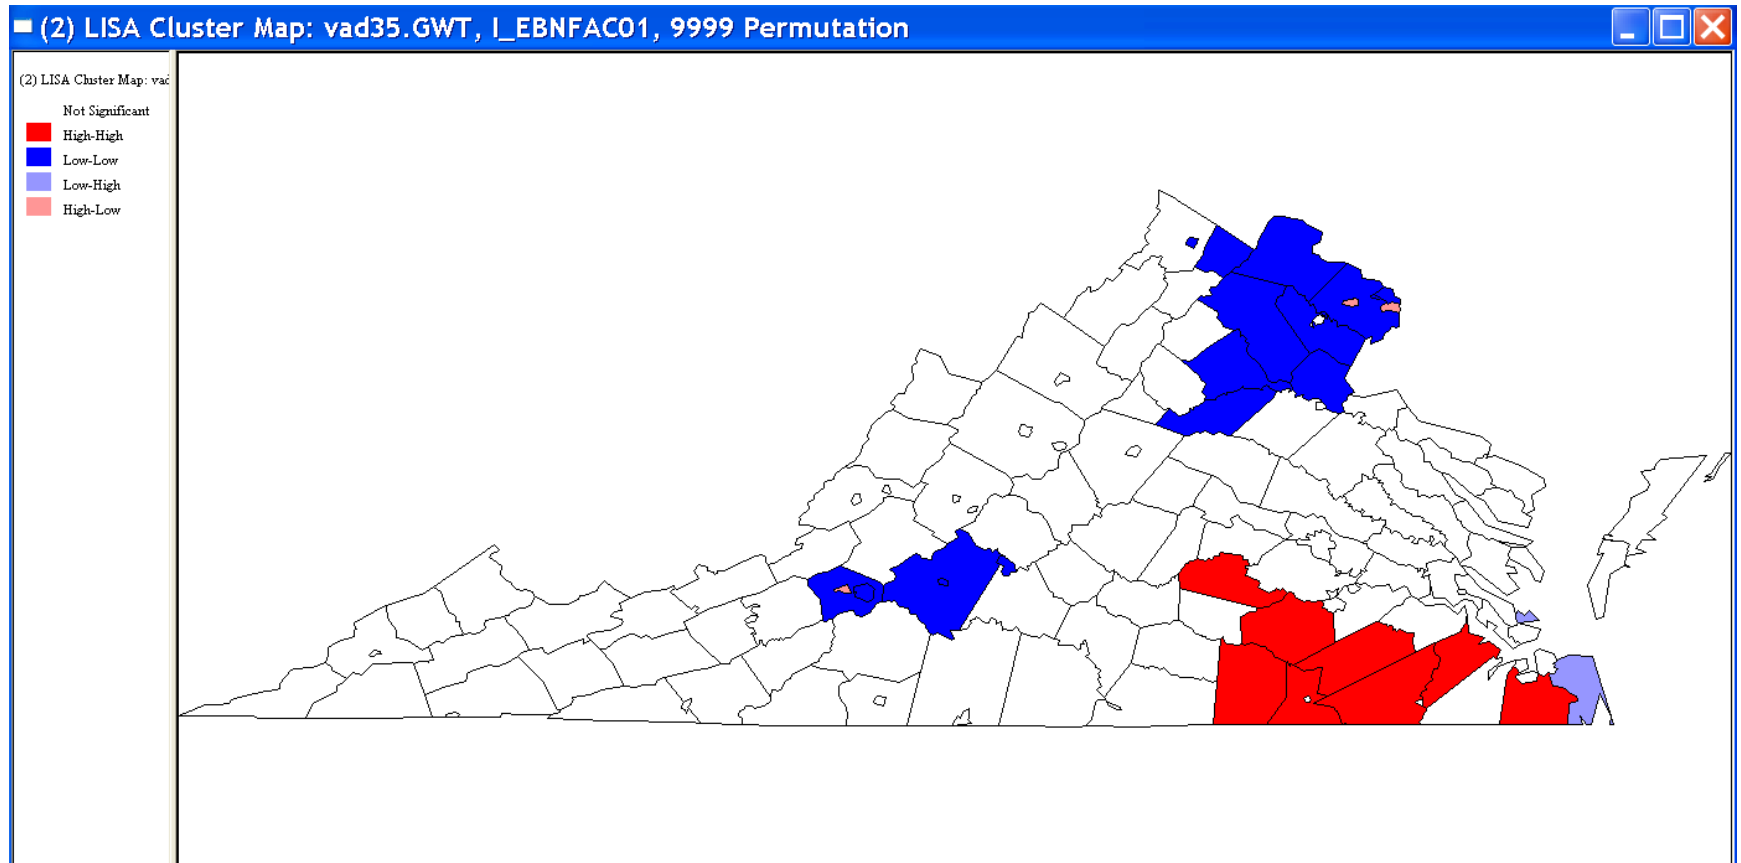 (2) LISA Cluster Map: vad35.GWT, I_EBNFAC01, 9999 Permutation
(2) LISA Cluster Map: vad
Not Significant
High-High
Low-Low
Low-High
High-Low